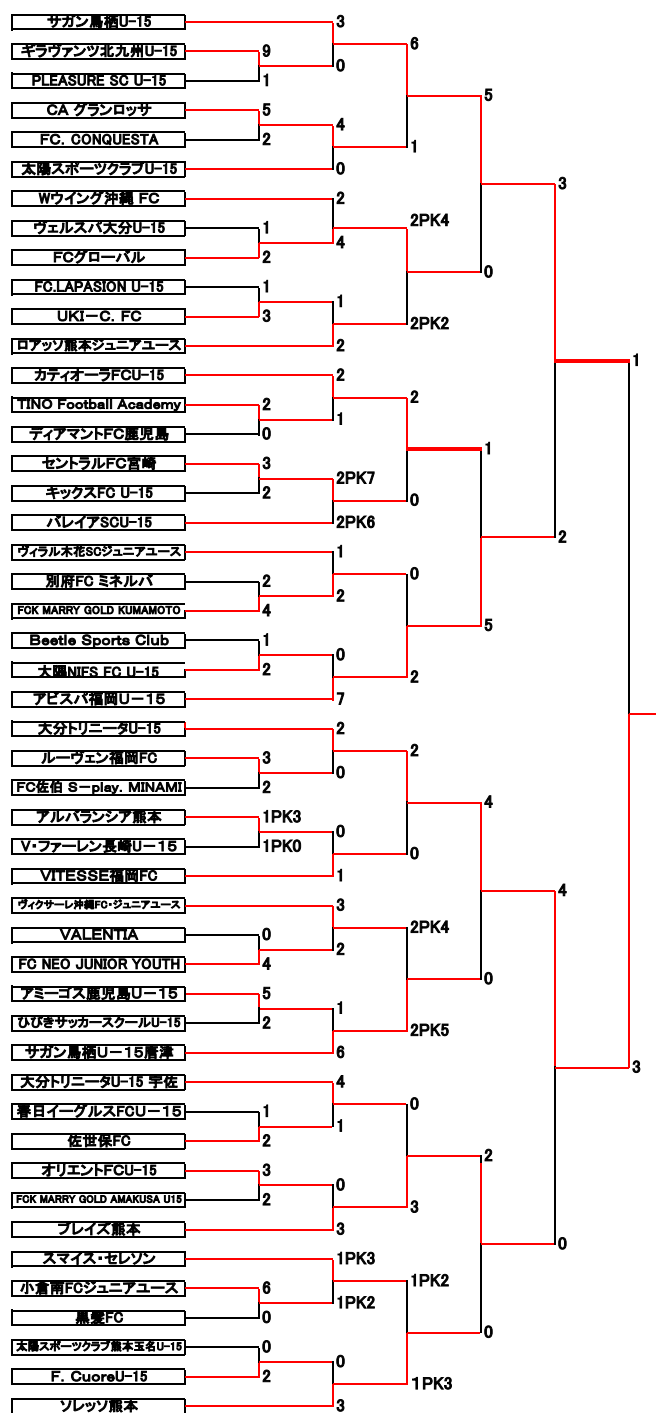 サガン鳥栖U-15 3
ギラヴァンツ北九州U-15 9 0 6
PLEASURE SC U-15 1 5
CA グランロッサ 5 4
FC. CONQUESTA 2 1
太陽スポーツクラブU-15 0 3
Wウイング沖縄 FC 2 2PK4
ヴェルスパ大分U-15 1 4
FCグローバル 2 0
FC.LAPASION U-15 1 1
UKI－C. FC 3 2PK2
ロアッソ熊本ジュニアユース 2 1
カティオーラFCU-15 2 2
TINO Football Academy 2 1
ディアマントFC鹿児島 0 1
セントラルFC宮崎 3 2PK7
キックスFC U-15 2 0
バレイアSCU-15 2PK6 2
ヴィラル木花SCジュニアユース 1 0
別府FC ミネルバ 2 2
FCK MARRY GOLD KUMAMOTO 4 5
Beetle Sports Club 1 0
大隅NIFS FC U-15 2 2
アビスパ福岡U－15 7
大分トリニータU-15 2 2
ルーヴェン福岡FC 3 0
FC佐伯 S－play. MINAMI 2 4
アルバランシア熊本 1PK3 0
V・ファーレン長崎U－15 1PK0 0
VITESSE福岡FC 1 4
ヴィクサーレ沖縄FC・ジュニアユース 3 2PK4
VALENTIA 0 2
FC NEO JUNIOR YOUTH 4 0
アミーゴス鹿児島U－15 5 1
ひびきサッカースクールU-15 2 2PK5
サガン鳥栖U－15唐津 6 3
大分トリニータU-15 宇佐 4 0
春日イーグルスFCU－15 1 1
佐世保FC 2 2
オリエントFCU-15 3 0
FCK MARRY GOLD AMAKUSA U15 2 3
ブレイズ熊本 3 0
スマイス・セレソン 1PK3 1PK2
小倉南FCジュニアユース 6 1PK2
黒髪FC 0 0
太陽スポーツクラブ熊本玉名U-15 0 0
F. CuoreU-15 2 1PK3
ソレッソ熊本 3